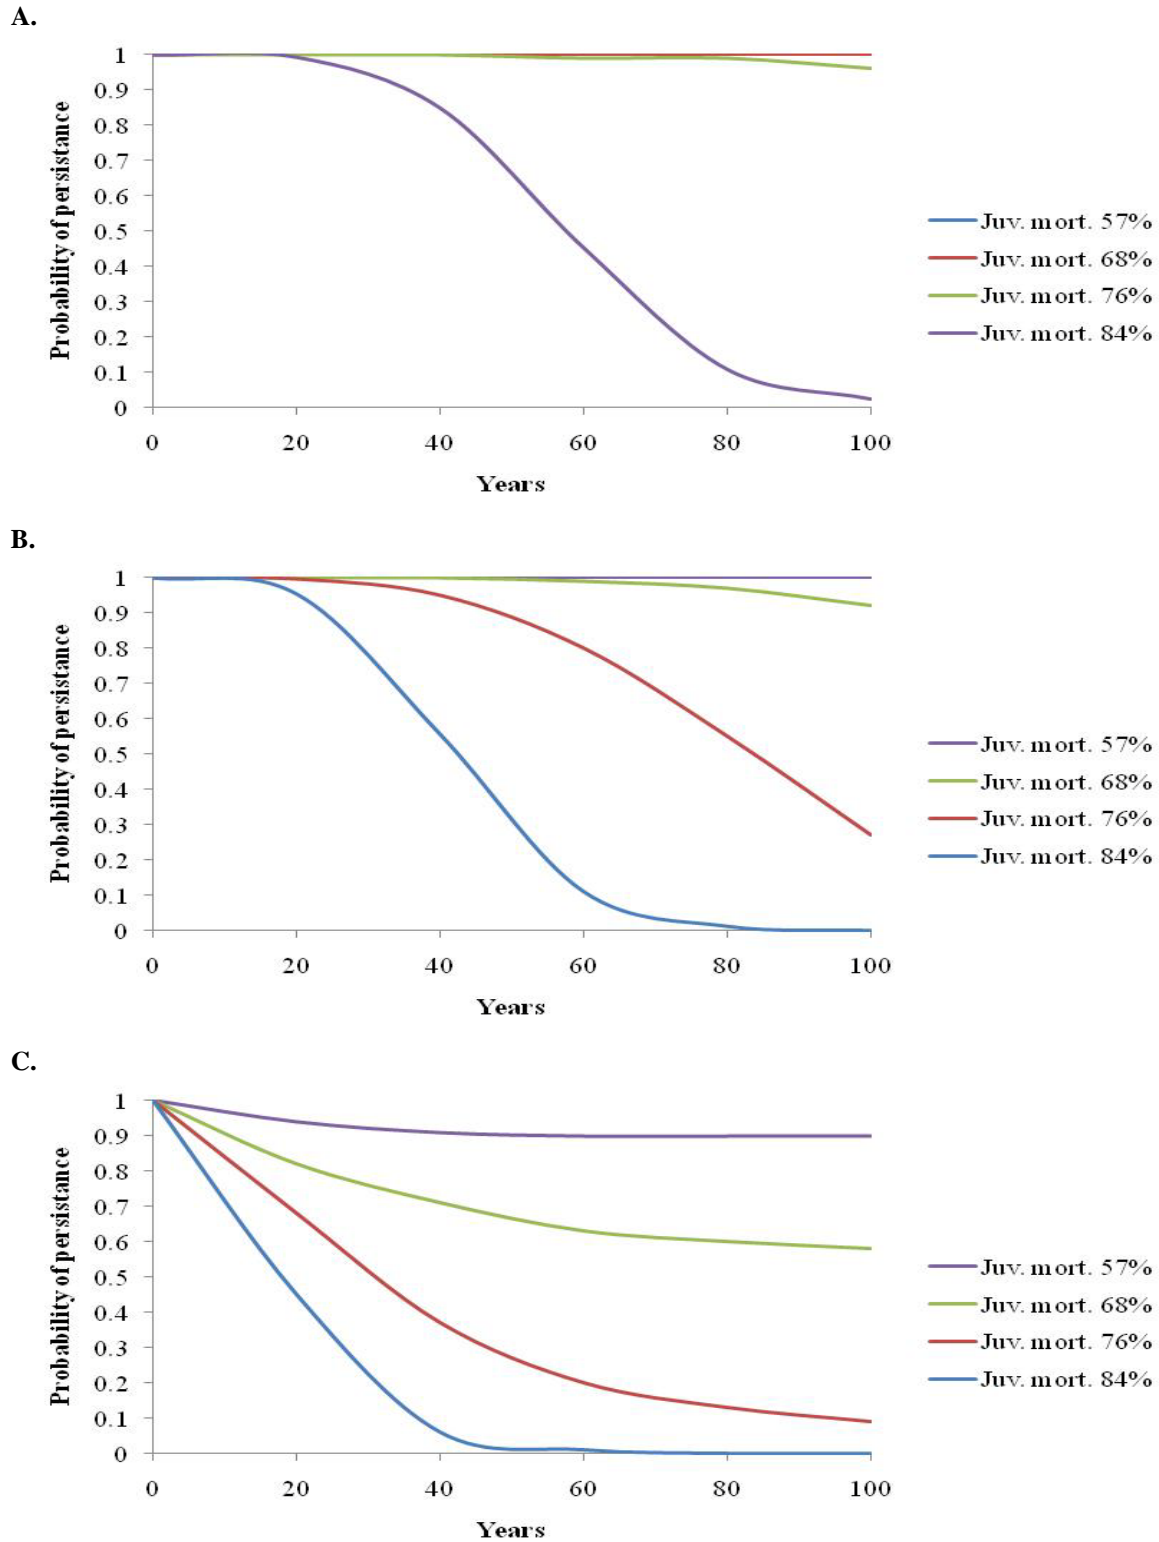 A.
Probability of persistance
1
0.9
0.8
0.7
0.6
0.5
0.4
0.3
0.2
0.1
0
0 20 40 60 80 100
Years
Juv. mort. 57%
Juv. mort. 68%
Juv. mort. 76%
Juv. mort. 84%
B.
Probability of persistance
1
0.9
0.8
0.7
0.6
0.5
0.4
0.3
0.2
0.1
0
0 20 40 60 80 100
Years
Juv. mort. 57%
Juv. mort. 68%
Juv. mort. 76%
Juv. mort. 84%
C.
Probability of persistance
1
0.9
0.8
0.7
0.6
0.5
0.4
0.3
0.2
0.1
0
0 20 40 60 80 100
Years
Juv. mort. 57%
Juv. mort. 68%
Juv. mort. 76%
Juv. mort. 84%